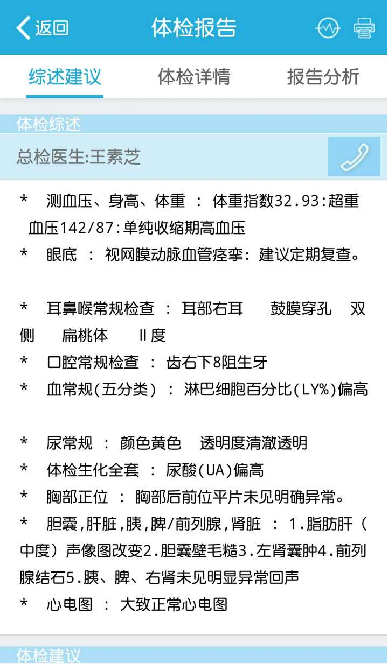 返回 体检报告
综述建议 体检详情 报告分析
体检综述
总检医生:王素芝
* 测血压、身高、体重 : 体重指数32.93:超重
血压142/87:单纯收缩期高血压
* 眼底 : 视网膜动脉血管痉挛: 建议定期复查。
* 耳鼻喉常规检查 : 耳部右耳 鼓膜穿孔 双
侧 扁桃体 Ⅱ度
* 口腔常规检查 : 齿右下8阻生牙
* 血常规(五分类) : 淋巴细胞百分比(LY%)偏高
* 尿常规 : 颜色黄色 透明度清澈透明
* 体检生化全套 : 尿酸(UA)偏高
* 胸部正位 : 胸部后前位平片未见明确异常。
* 胆囊,肝脏,胰,脾/前列腺,肾脏 : 1.脂肪肝（
中度）声像图改变2.胆囊壁毛糙3.左肾囊肿4.前列
腺结石5.胰、脾、右肾未见明显异常回声
* 心电图 : 大致正常心电图
体检建议